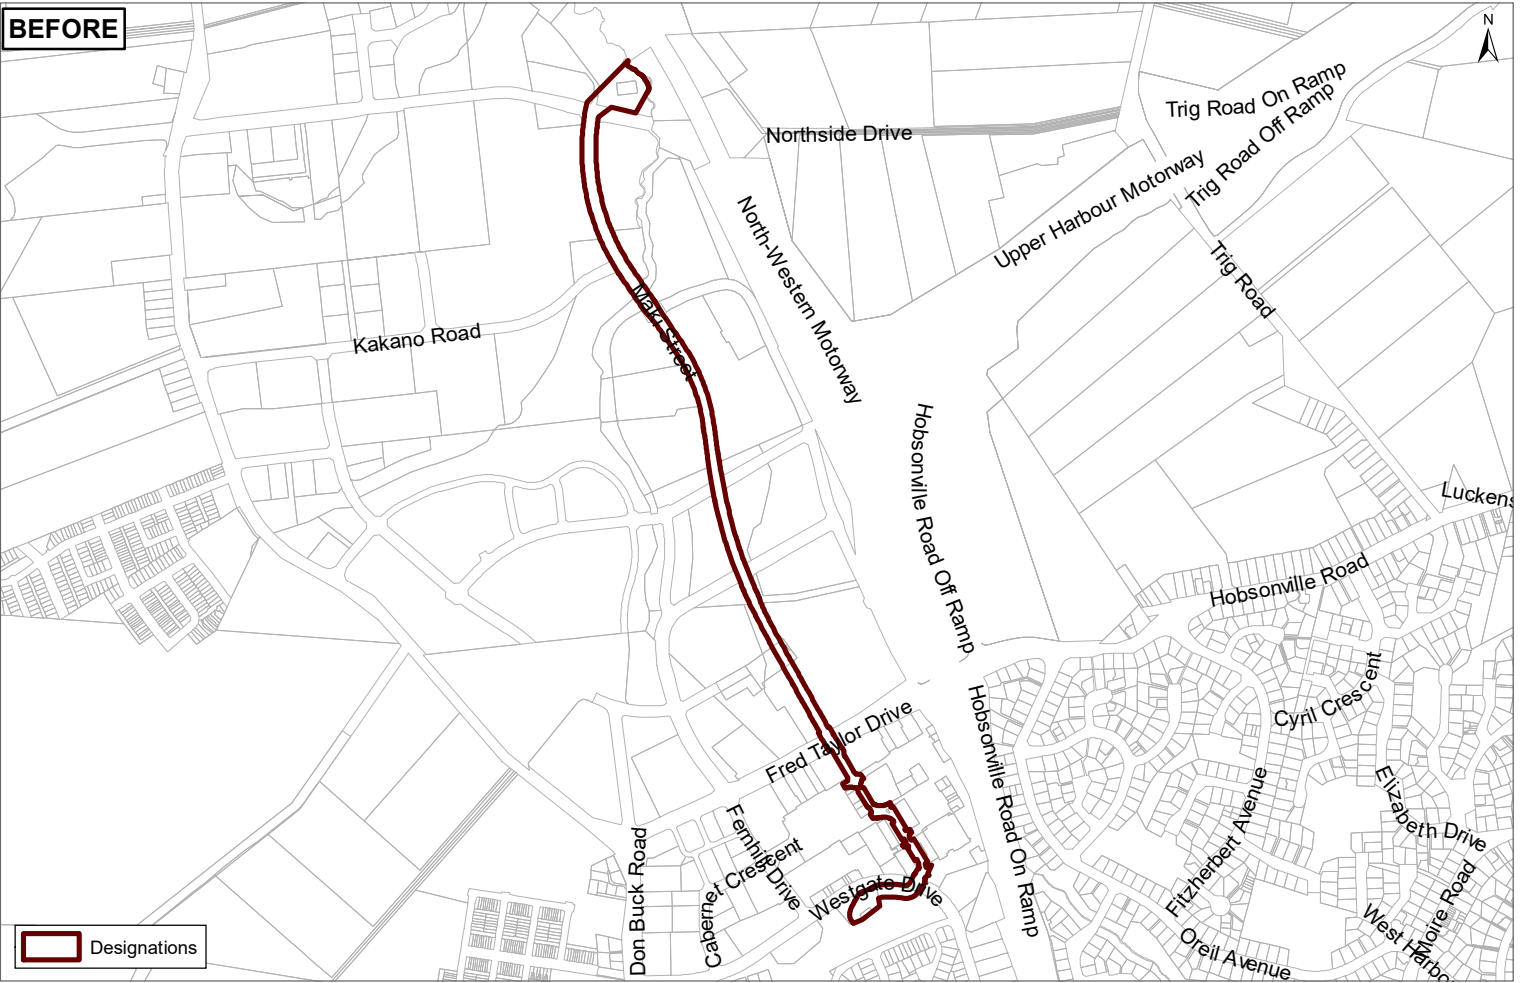 BEFORE
N
Trig Road On Ramp
Trig Road Off Ramp
Northside Drive
Upper Harbour Motorway
North-Western Motorway
Trig Road
Maki Street
Kakano Road
Hobsonville Road Off Ramp
Luckens
Hobsonville Road
Cyril Crescent
Fred Taylor Drive
Hobsonville Road On Ramp
Elizabeth Drive
Fitzherbert Avenue
Fernhill Drive
Don Buck Road
Cabernet Crescent
Westgate Drive
Moire Road
West Harbo
Oreil Avenue
Designations